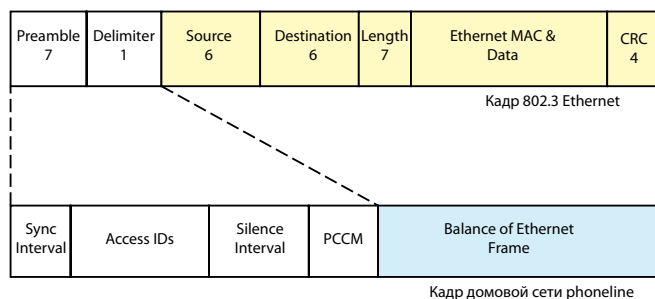 Preamble
7
Delimiter
1
Source
6
Destination
6
Length
7
Ethernet MAC &
Data
CRC
4
Кадр 802.3 Ethernet
Sync
Interval
Access IDs
Silence
Interval
PCCM
Balance of Ethernet
Frame
Кадр домовой сети phoneline